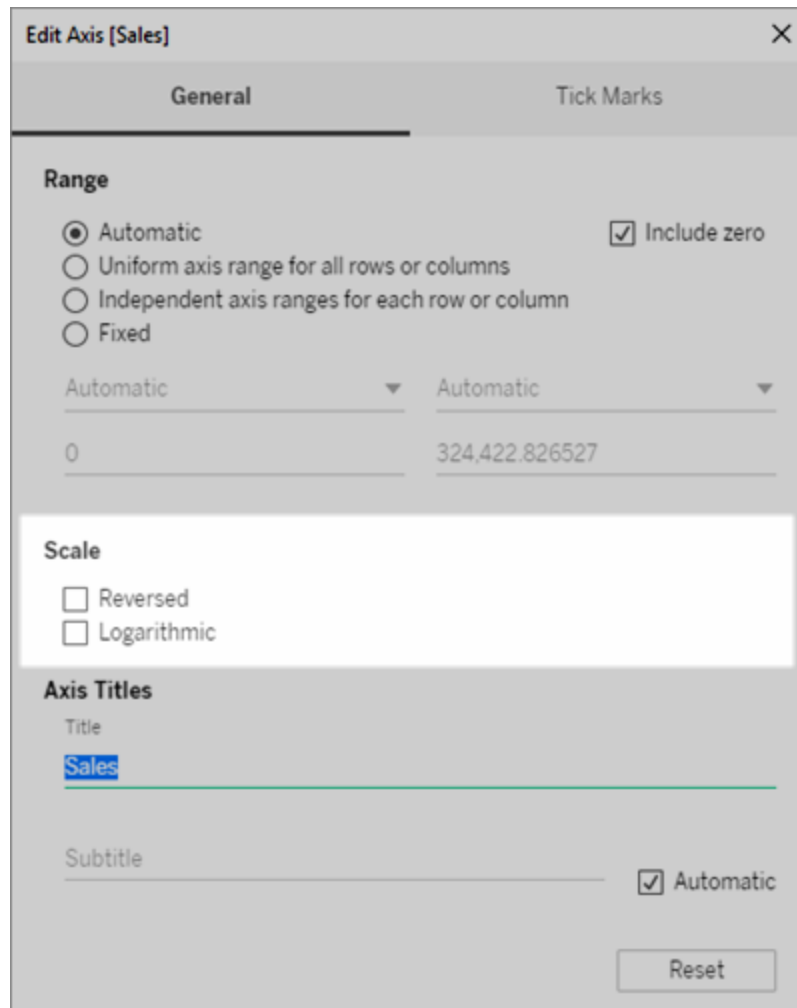 Edit Axis [Sales]
General
Tick Marks
Range
Automatic
Include zero
Uniform axis range for all rows or columns
Independent axis ranges for each row or column
Fixed
Automatic
Automatic
0
324,422.826527
Scale
Reversed
Logarithmic
Axis Titles
Title
Sales
Subtitle
Automatic
Reset